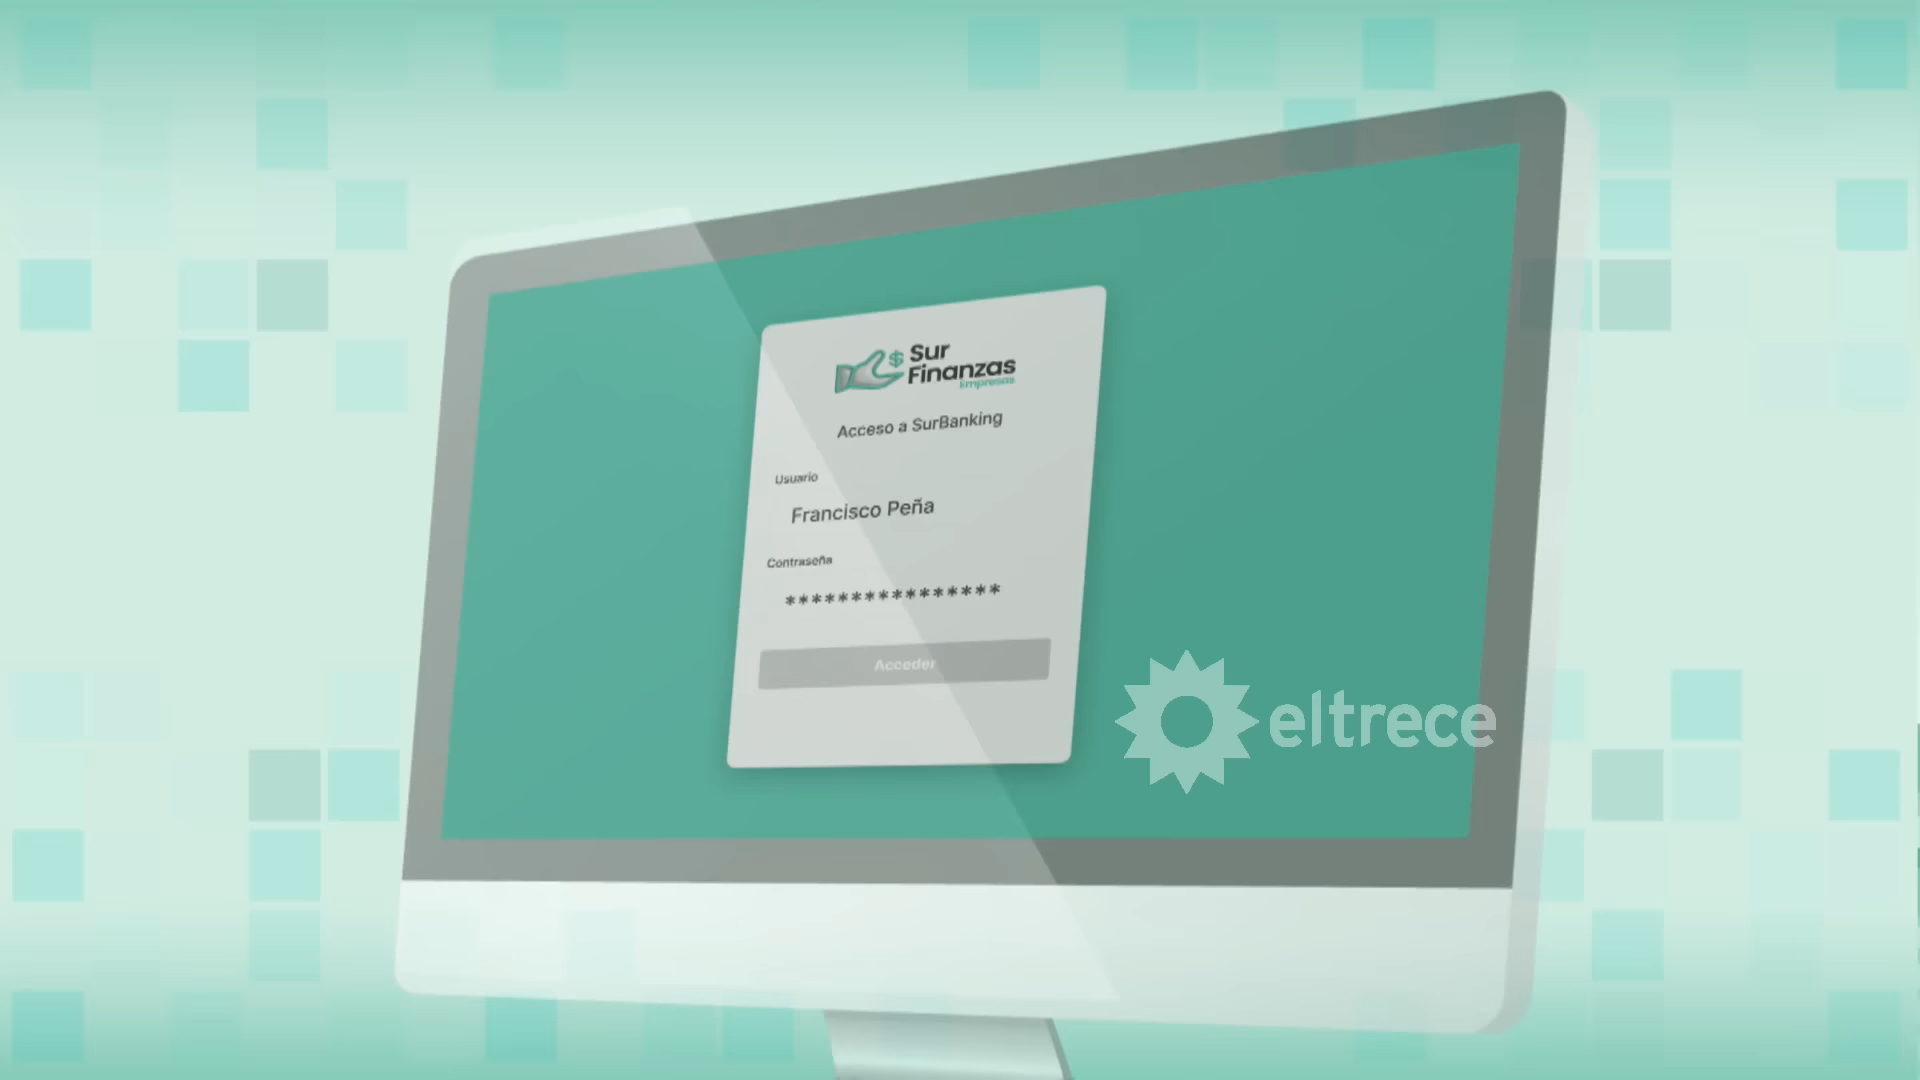 Sur
Finanzas
Empresas
Acceso a SurBanking
Usuario
Francisco Peña
Contraseña
****************
Acceder
eltrece